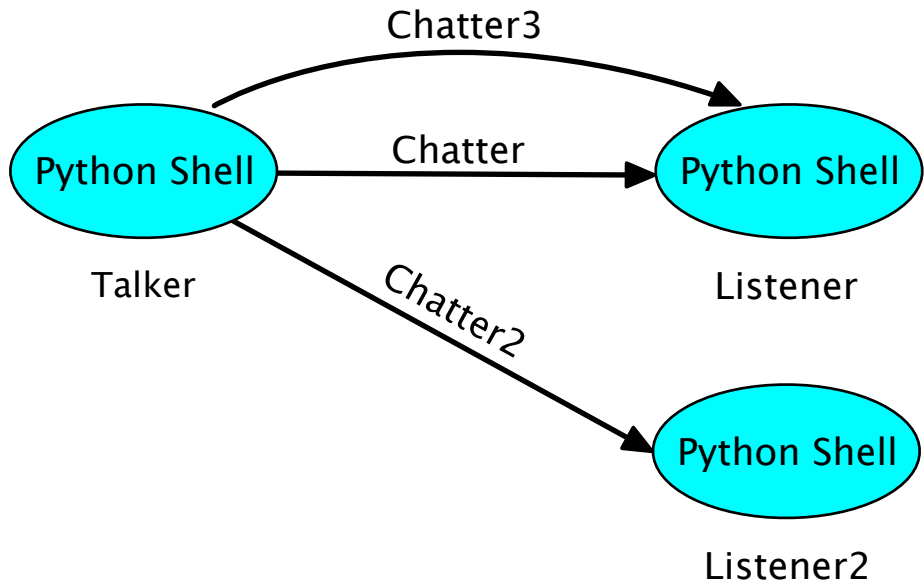 Chatter3
Chatter
Python Shell
Python Shell
Talker
Listener
Chatter2
Python Shell
Listener2